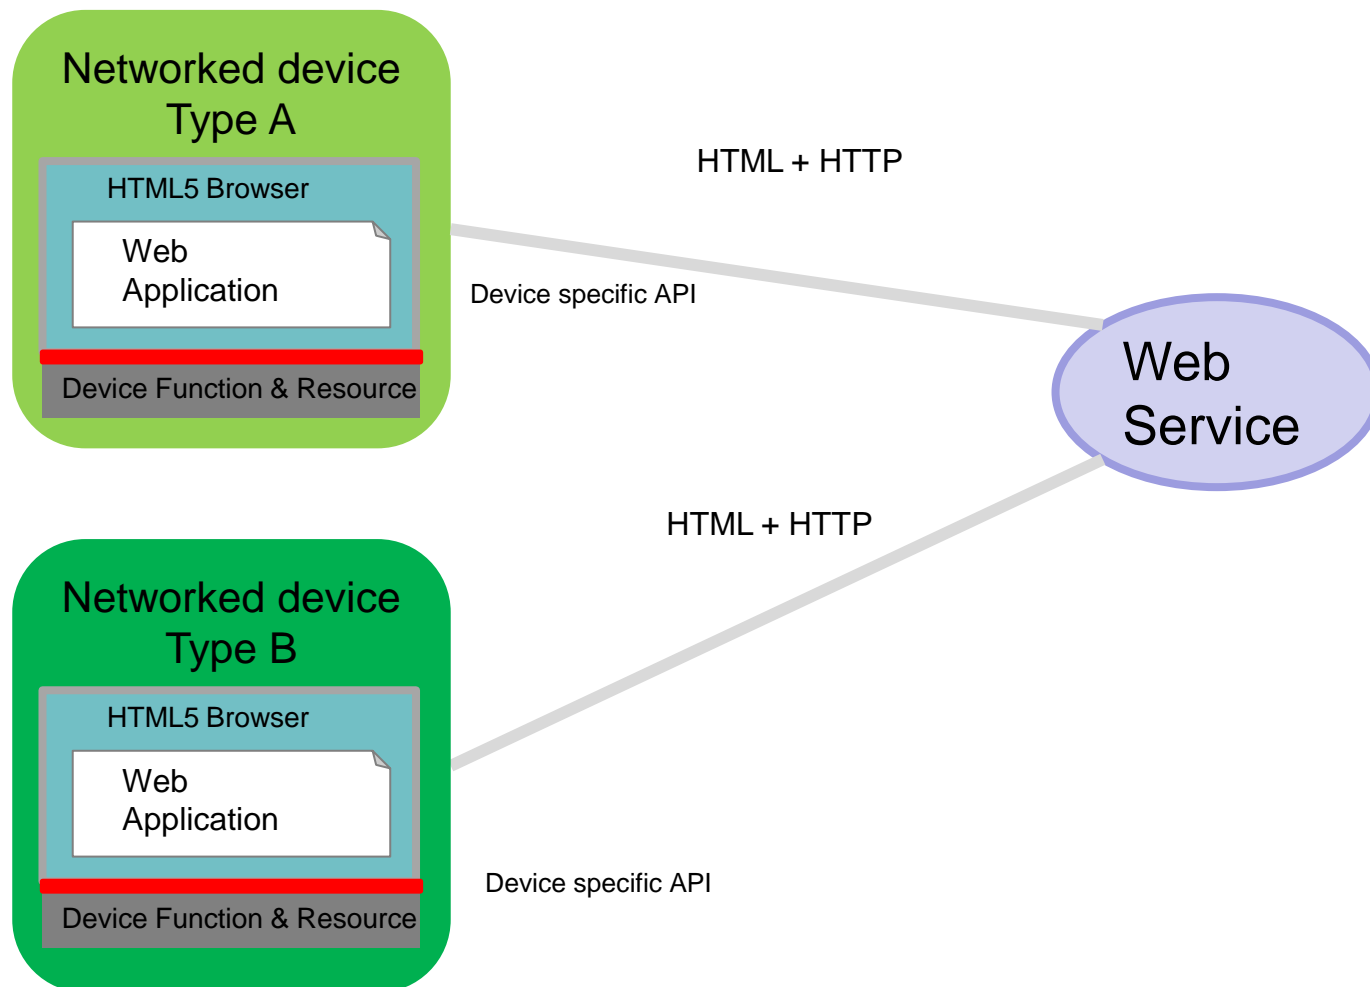 Networked device
Type A
HTML5 Browser
Web
Application
Device Function & Resource
HTML + HTTP
Device specific API
Web
Service
HTML + HTTP
Networked device
Type B
HTML5 Browser
Web
Application
Device Function & Resource
Device specific API